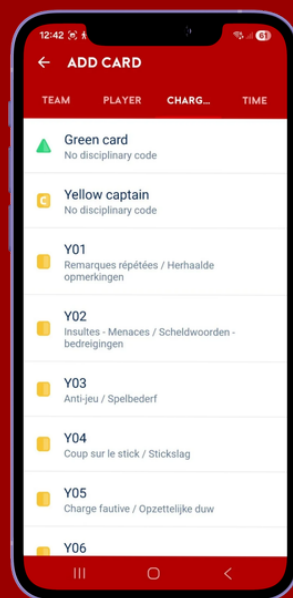 12:42
61
ADD CARD
TEAM PLAYER CHARG... TIME
Green card
No disciplinary code
C
Yellow captain
No disciplinary code
Y01
Remarques répétées / Herhaalde
opmerkingen
Y02
Insultes - Menaces / Scheldwoorden -
bedreigingen
Y03
Anti-jeu / Spelbederf
Y04
Coup sur le stick / Stickslag
Y05
Charge fautive / Opzettelijke duw
Y06